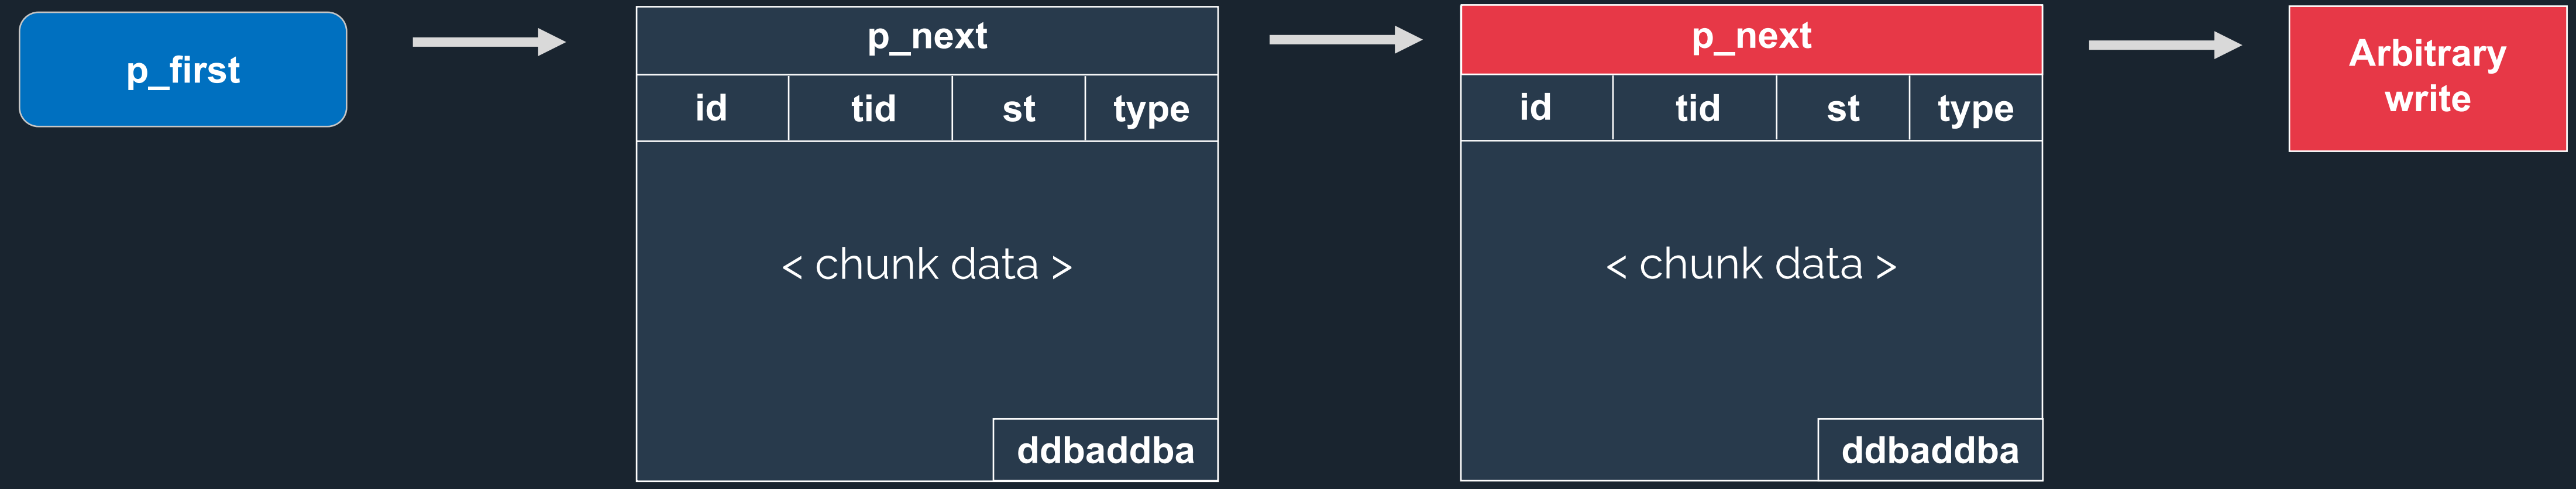 p_first
p_next
id tid st type
< chunk data >
ddbaddba
p_next
id tid st type
< chunk data >
ddbaddba
Arbitrary
write